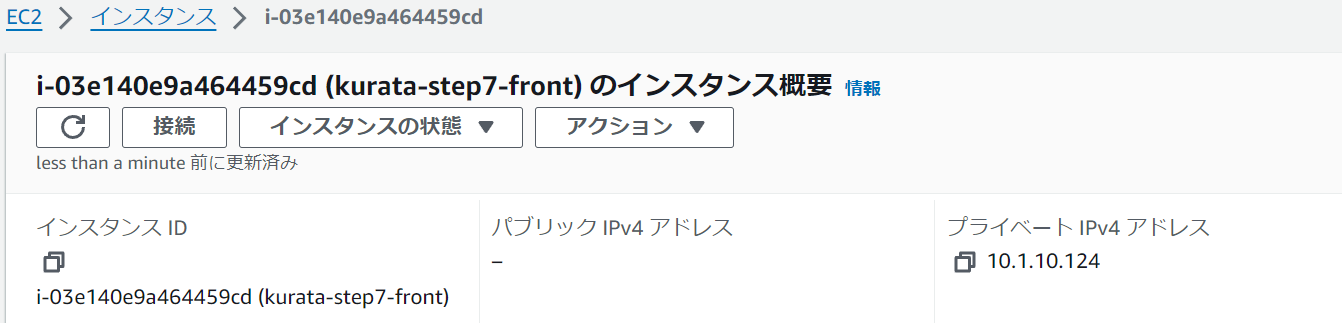 EC2 > インスタンス > i-03e140e9a464459cd
i-03e140e9a464459cd (kurata-step7-front) のインスタンス概要 情報
接続 インスタンスの状態 ▼ アクション ▼
less than a minute 前に更新済み
インスタンス ID
i-03e140e9a464459cd (kurata-step7-front)
パブリック IPv4 アドレス
–
プライベート IPv4 アドレス
10.1.10.124